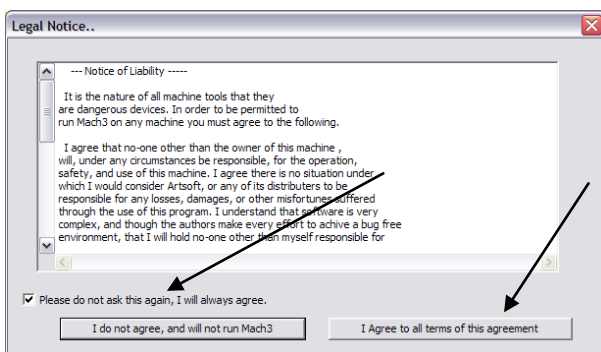 Legal Notice..
--- Notice of Liability -----
It is the nature of all machine tools that they
are dangerous devices. In order to be permitted to
run Mach3 on any machine you must agree to the following.
I agree that no-one other than the owner of this machine ,
will, under any circumstances be responsible, for the operation,
safety, and use of this machine. I agree there is no situation under
which I would consider Artsoft, or any of its distributers to be
responsible for any losses, damages, or other misfortunes suffered
through the use of this program. I understand that software is very
complex, and though the authors make every effort to achive a bug free
environment, that I will hold no-one other than myself responsible for
Please do not ask this again, I will always agree.
I do not agree, and will not run Mach3
I Agree to all terms of this agreement